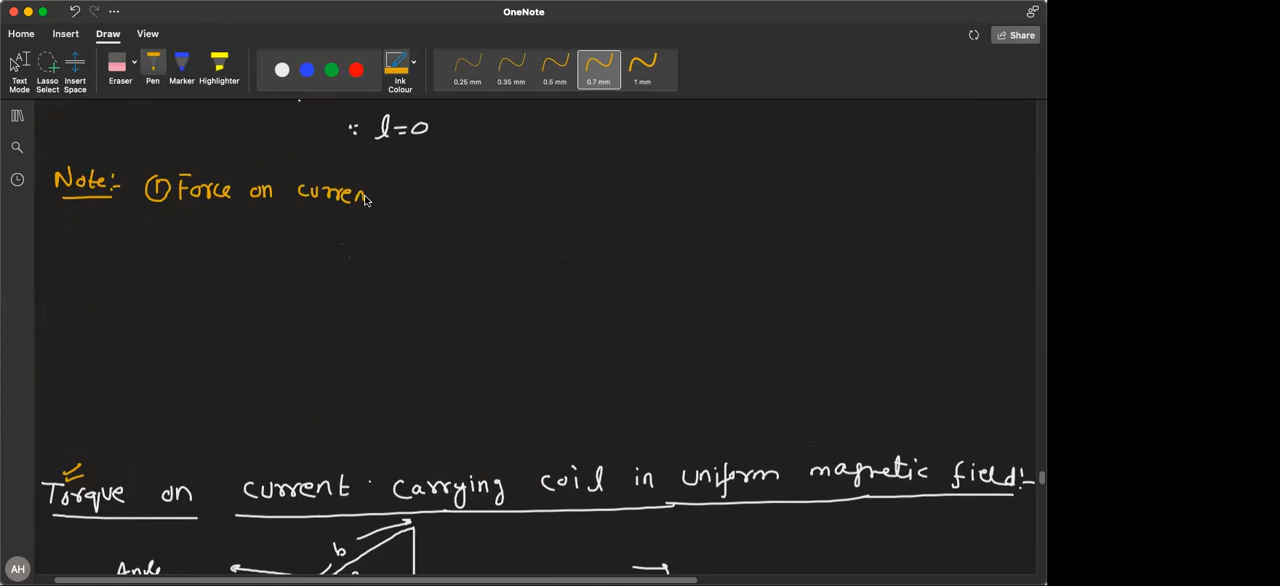 OneNote
Home Insert Draw View
Share
Text Mode
Lasso Select
Insert Space
Eraser
Pen
Marker
Highlighter
Ink Colour
0.25 mm
0.35 mm
0.5 mm
0.7 mm
1 mm
∵ l=0
Note:- ① Force on curren
Torque on current carrying coil in uniform magnetic field:-
b
Angle
AH